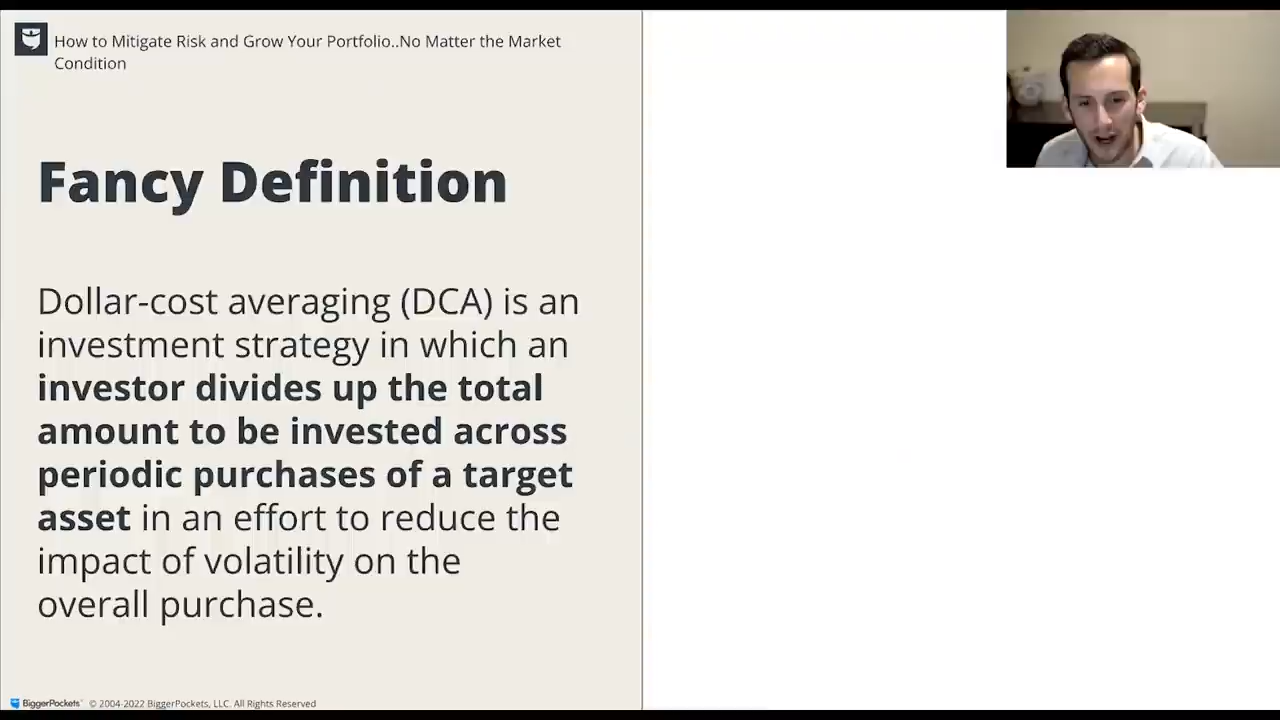 How to Mitigate Risk and Grow Your Portfolio..No Matter the Market
Condition
Fancy Definition
Dollar-cost averaging (DCA) is an
investment strategy in which an
investor divides up the total
amount to be invested across
periodic purchases of a target
asset in an effort to reduce the
impact of volatility on the
overall purchase.
BiggerPockets © 2004-2022 BiggerPockets, LLC. All Rights Reserved